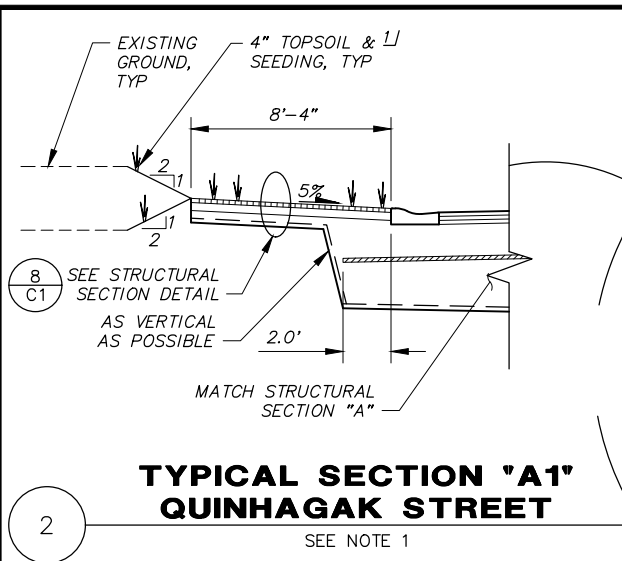 EXISTING
GROUND,
TYP
4" TOPSOIL & 1/
SEEDING, TYP
8'-4"
2
1
5%
1
2
8
C1
SEE STRUCTURAL
SECTION DETAIL
AS VERTICAL
AS POSSIBLE
2.0'
MATCH STRUCTURAL
SECTION "A"
TYPICAL SECTION "A1"
QUINHAGAK STREET
2
SEE NOTE 1